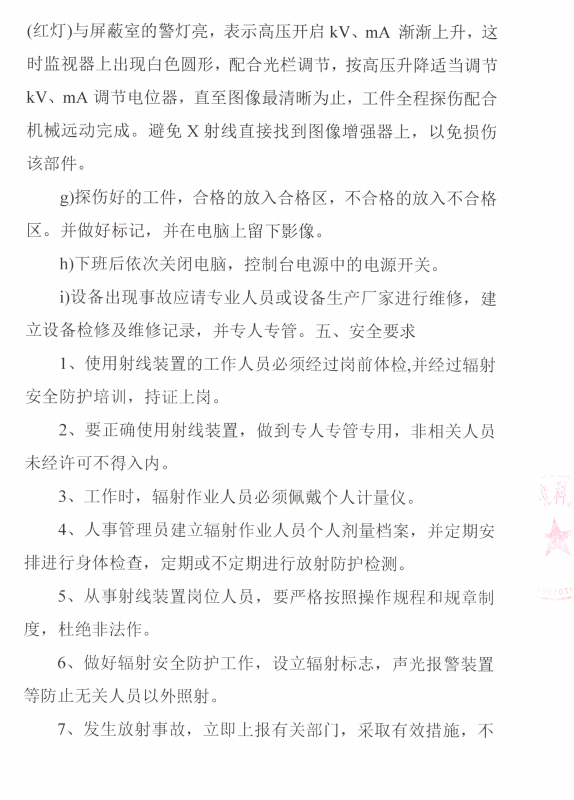 (红灯)与屏蔽室的警灯亮，表示高压开启 kV、mA 渐渐上升，这
时监视器上出现白色圆形，配合光栏调节，按高压升降适当调节
kV、mA 调节电位器，直至图像最清晰为止，工件全程探伤配合
机械远动完成。避免 X 射线直接找到图像增强器上，以免损伤
该部件。
g)探伤好的工件，合格的放入合格区，不合格的放入不合格
区。并做好标记，并在电脑上留下影像。
h)下班后依次关闭电脑，控制台电源中的电源开关。
i)设备出现事故应请专业人员或设备生产厂家进行维修，建
立设备检修及维修记录，并专人专管。五、安全要求
1、使用射线装置的工作人员必须经过岗前体检,并经过辐射
安全防护培训，持证上岗。
2、要正确使用射线装置，做到专人专管专用，非相关人员
未经许可不得入内。
3、工作时，辐射作业人员必须佩戴个人计量仪。
4、人事管理员建立辐射作业人员个人剂量档案，并定期安
排进行身体检查，定期或不定期进行放射防护检测。
5、从事射线装置岗位人员，要严格按照操作规程和规章制
度，杜绝非法作。
6、做好辐射安全防护工作，设立辐射标志，声光报警装置
等防止无关人员以外照射。
7、发生放射事故，立即上报有关部门，采取有效措施，不
科